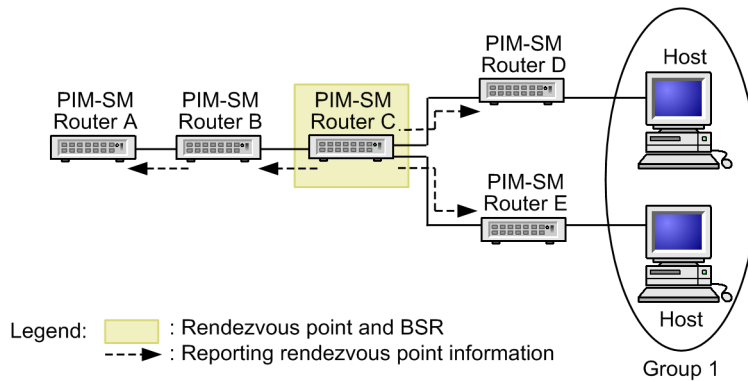 PIM-SM
Router D
Host
PIM-SM
Router A
PIM-SM
Router B
PIM-SM
Router C
PIM-SM
Router E
Host
Group 1
Legend:
: Rendezvous point and BSR
: Reporting rendezvous point information